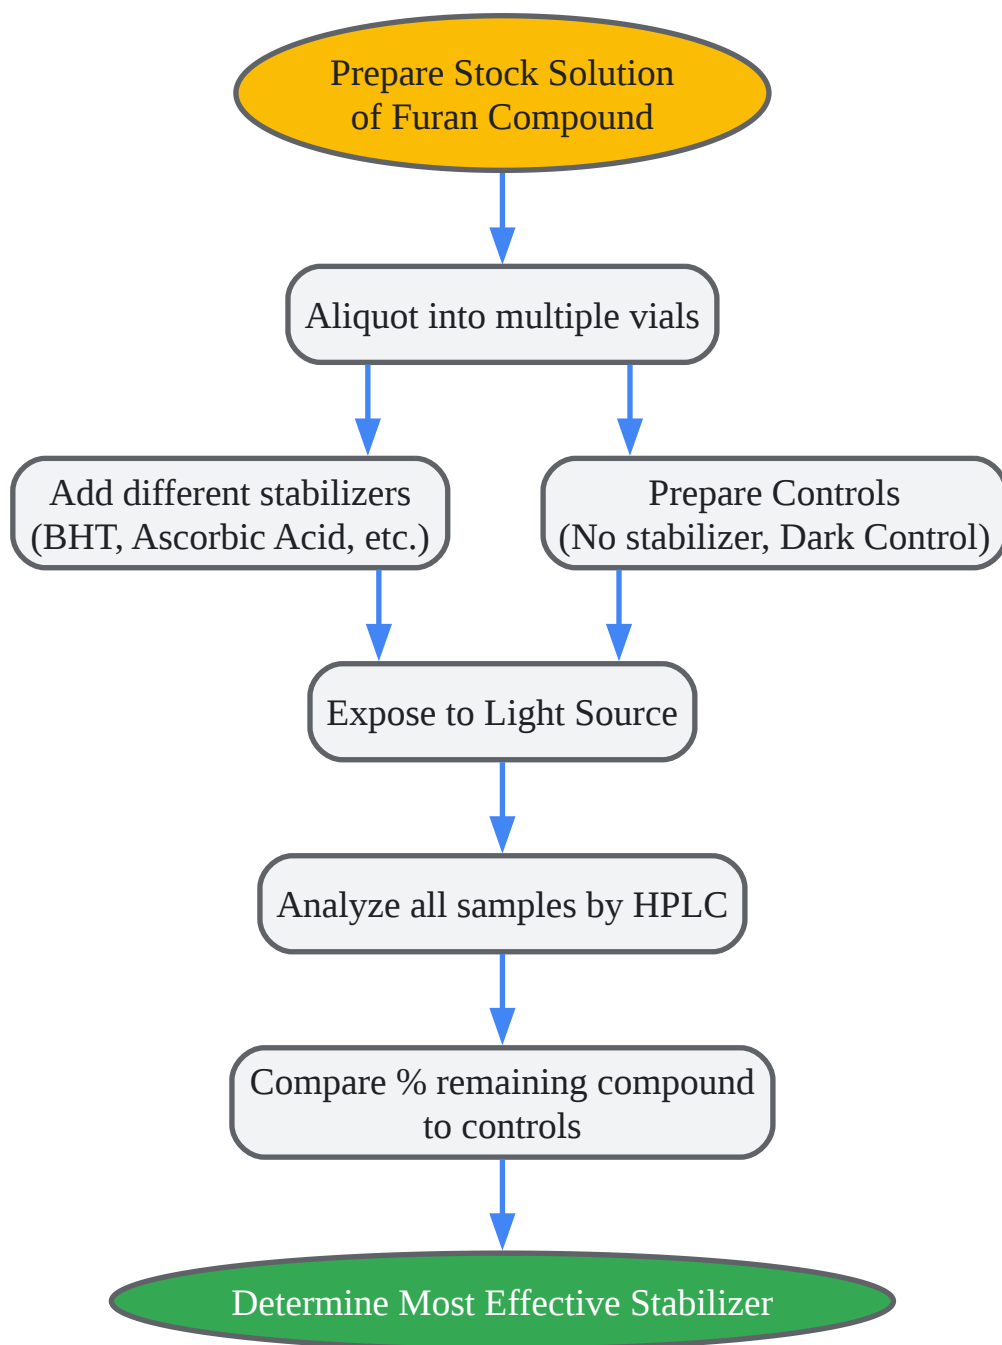 Prepare Stock Solution
of Furan Compound
Aliquot into multiple vials
Add different stabilizers
(BHT, Ascorbic Acid, etc.)
Prepare Controls
(No stabilizer, Dark Control)
Expose to Light Source
Analyze all samples by HPLC
Compare % remaining compound
to controls
Determine Most Effective Stabilizer